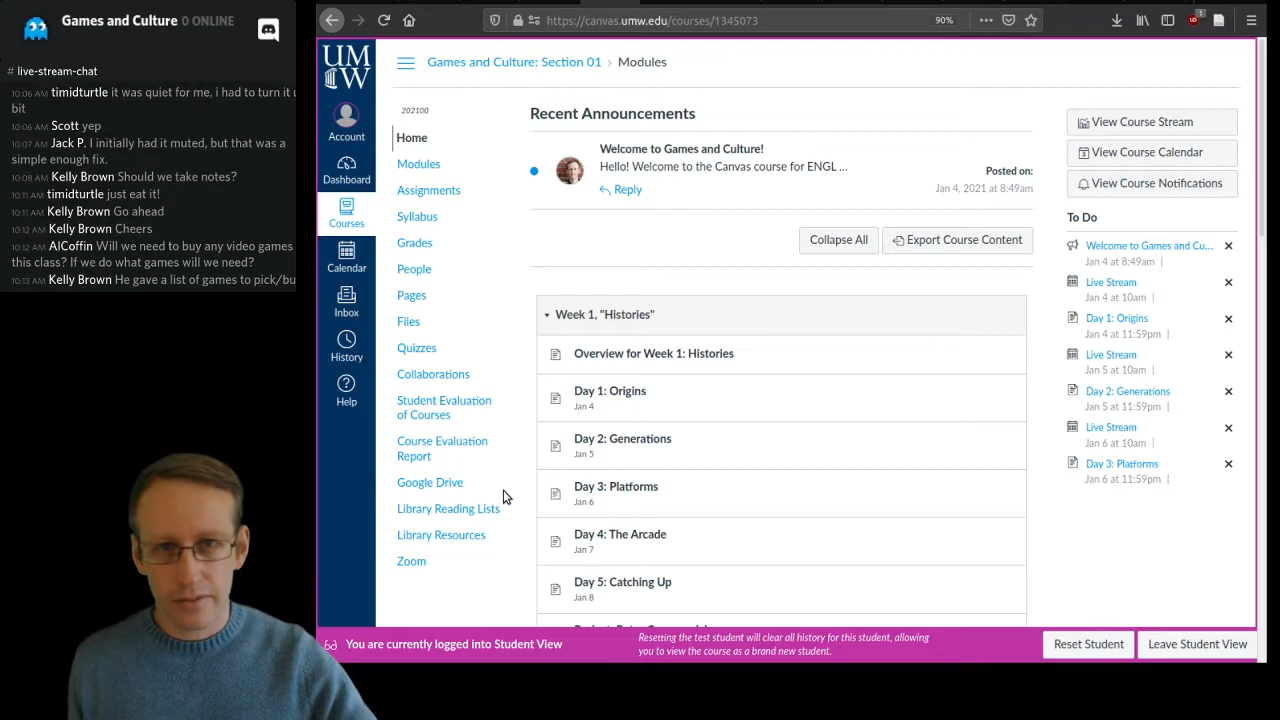 Games and Culture 0 ONLINE
# live-stream-chat
10:06 AM timidturtle it was quiet for me, i had to turn it u
bit
10:06 AM Scott yep
10:07 AM Jack P. I initially had it muted, but that was a
simple enough fix.
10:08 AM Kelly Brown Should we take notes?
10:11 AM timidturtle just eat it!
10:11 AM Kelly Brown Go ahead
10:12 AM Kelly Brown Cheers
10:12 AM AlCoffin Will we need to buy any video games
this class? If we do what games will we need?
10:13 AM Kelly Brown He gave a list of games to pick/bu
https://canvas.umw.edu/courses/1345073
90%
1
UM
W
Account
Dashboard
Courses
Calendar
Inbox
History
Help
Games and Culture: Section 01 › Modules
202100
Home
Modules
Assignments
Syllabus
Grades
People
Pages
Files
Quizzes
Collaborations
Student Evaluation
of Courses
Course Evaluation
Report
Google Drive
Library Reading Lists
Library Resources
Zoom
Recent Announcements
Welcome to Games and Culture!
Hello! Welcome to the Canvas course for ENGL ...
Reply
Posted on:
Jan 4, 2021 at 8:49am
Collapse All
Export Course Content
Week 1, "Histories"
Overview for Week 1: Histories
Day 1: Origins
Jan 4
Day 2: Generations
Jan 5
Day 3: Platforms
Jan 6
Day 4: The Arcade
Jan 7
Day 5: Catching Up
Jan 8
View Course Stream
View Course Calendar
View Course Notifications
To Do
Welcome to Games and Cu...
Jan 4 at 8:49am |
Live Stream
Jan 4 at 10am |
Day 1: Origins
Jan 4 at 11:59pm |
Live Stream
Jan 5 at 10am |
Day 2: Generations
Jan 5 at 11:59pm |
Live Stream
Jan 6 at 10am |
Day 3: Platforms
Jan 6 at 11:59pm |
You are currently logged into Student View
Resetting the test student will clear all history for this student, allowing
you to view the course as a brand new student.
Reset Student
Leave Student View